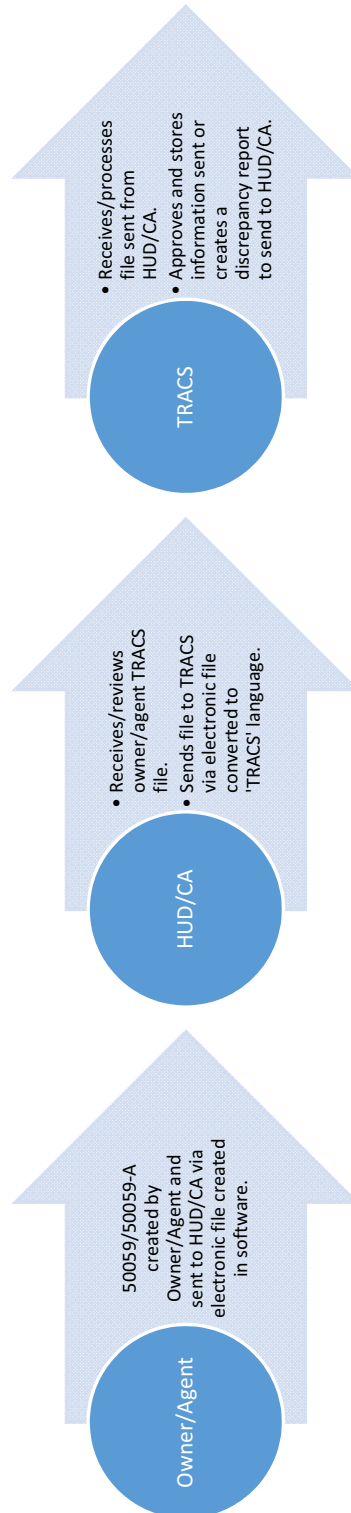 Owner/Agent
50059/50059-A
created by
Owner/Agent and
sent to HUD/CA via
electronic file created
in software.
HUD/CA
• Receives/reviews
owner/agent TRACS
file.
• Sends file to TRACS
via electronic file
converted to
'TRACS' language.
TRACS
• Receives/processes
file sent from
HUD/CA.
• Approves and stores
information sent or
creates a
discrepancy report
to send to HUD/CA.